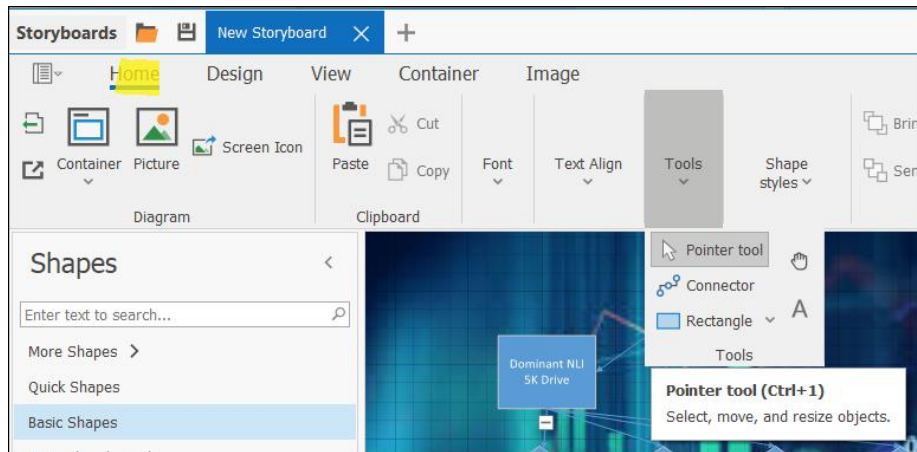 Storyboards New Storyboard
Home Design View Container Image
Container Picture Screen Icon
Paste Cut
Copy
Font Text Align Tools Shape styles
Diagram Clipboard
Shapes
Enter text to search...
More Shapes
Quick Shapes
Basic Shapes
Pointer tool
Connector
Rectangle
A
Tools
Dominant NLI
5K Drive
Pointer tool (Ctrl+1)
Select, move, and resize objects.